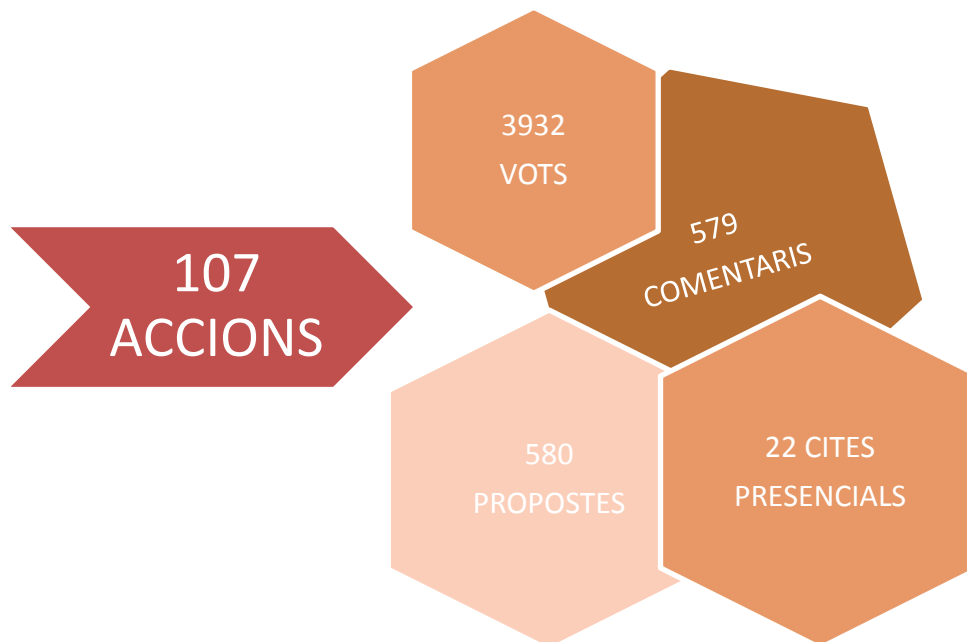 107
ACCIONS
3932
VOTS
579
COMENTARIS
580
PROPOSTES
22 CITES
PRESENCIALS